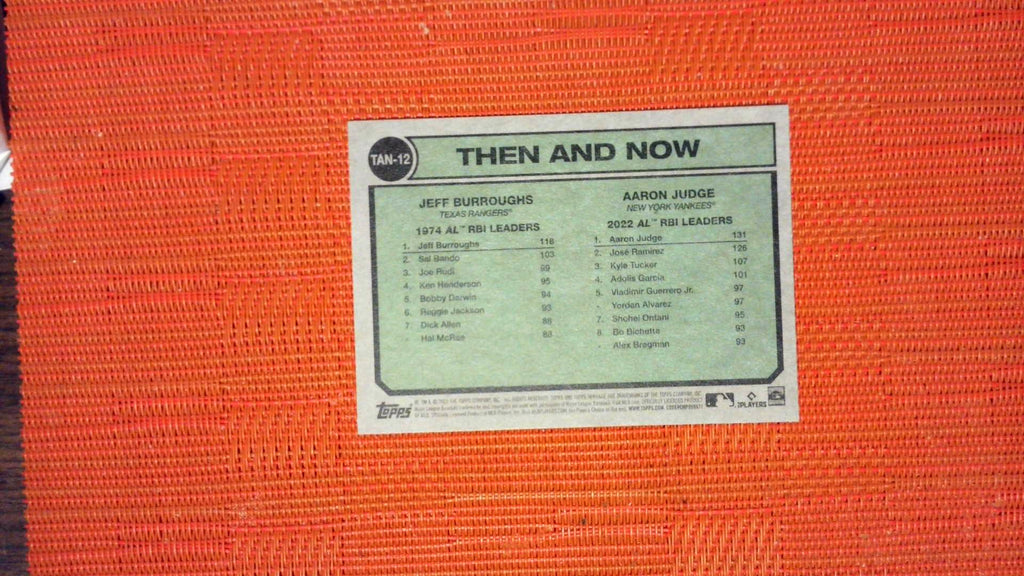 TAN-12
THEN AND NOW
JEFF BURROUGHS
TEXAS RANGERS®
1974 AL™ RBI LEADERS
1. Jeff Burroughs 118
2. Sal Bando 103
3. Joe Rudi 99
4. Ken Henderson 95
5. Bobby Darwin 94
6. Reggie Jackson 93
7. Dick Allen 88
- Hal McRae 88
AARON JUDGE
NEW YORK YANKEES®
2022 AL™ RBI LEADERS
1. Aaron Judge 131
2. José Ramírez 126
3. Kyle Tucker 107
4. Adolis García 101
5. Vladimir Guerrero Jr. 97
- Yordan Alvarez 97
7. Shohei Ohtani 95
8. Bo Bichette 93
- Alex Bregman 93
Topps
PLAYERS